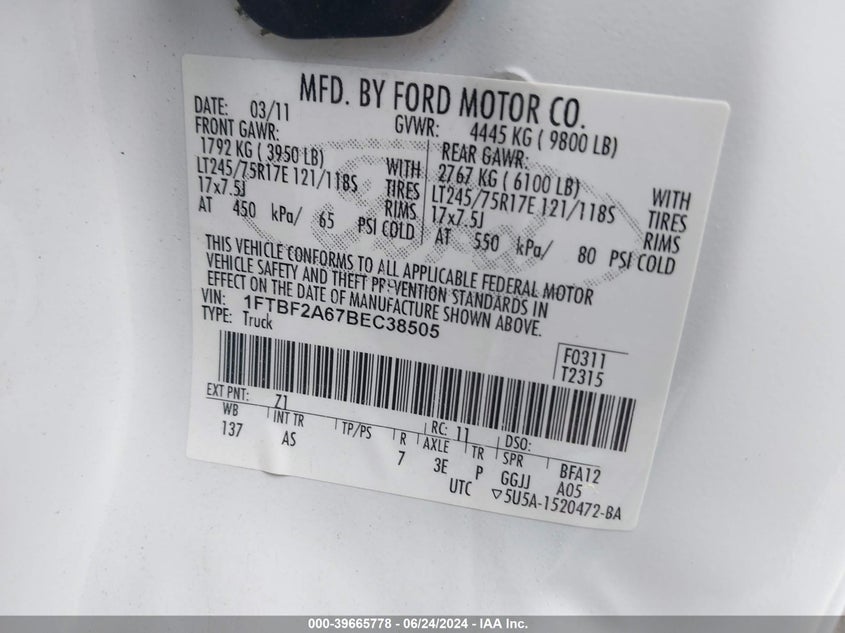 MFD. BY FORD MOTOR CO.
DATE: 03/11 GVWR: 4445 KG ( 9800 LB)
FRONT GAWR: REAR GAWR:
1792 KG ( 3950 LB) WITH 2767 KG ( 6100 LB) WITH
LT245/75R17E 121/118S TIRES LT245/75R17E 121/118S TIRES
17x7.5J RIMS 17x7.5J RIMS
AT 450 kPa/ 65 PSI COLD AT 550 kPa/ 80 PSI COLD
THIS VEHICLE CONFORMS TO ALL APPLICABLE FEDERAL MOTOR
VEHICLE SAFETY AND THEFT PREVENTION STANDARDS IN
EFFECT ON THE DATE OF MANUFACTURE SHOWN ABOVE.
VIN: 1FTBF2A67BEC38505
TYPE: Truck
F0311
T2315
EXT PNT: Z1 RC: 11 DSO:
WB INT TR TP/PS R AXLE TR SPR BFA12
137 AS 7 3E P GGJJ A05
UTC ▽5U5A-1520472-BA
000-39665778 - 06/24/2024 - IAA Inc.